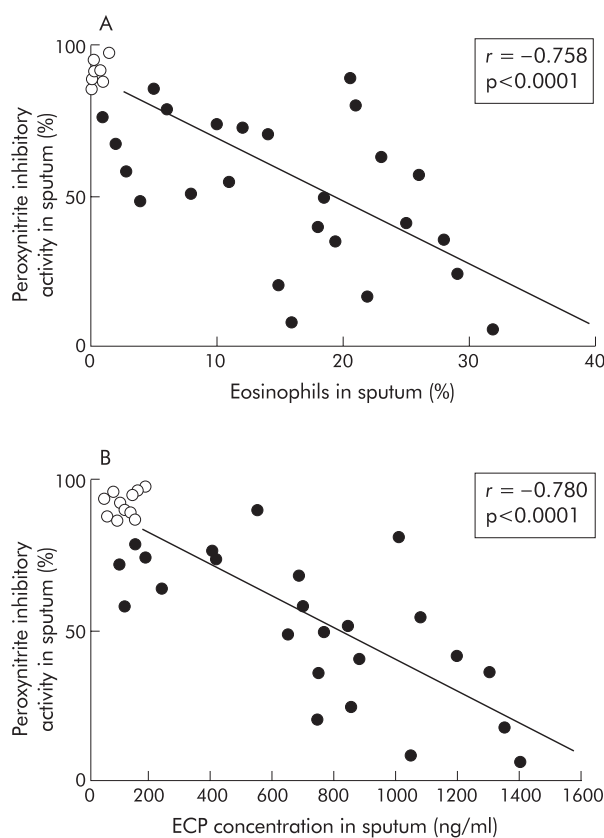 A
r = –0.758
p<0.0001
100
50
0
Peroxynitrite inhibitory
activity in sputum (%)
0 10 20 30 40
Eosinophils in sputum (%)
B
r = –0.780
p<0.0001
100
50
0
Peroxynitrite inhibitory
activity in sputum (%)
0 200 400 600 800 1000 1200 1400 1600
ECP concentration in sputum (ng/ml)